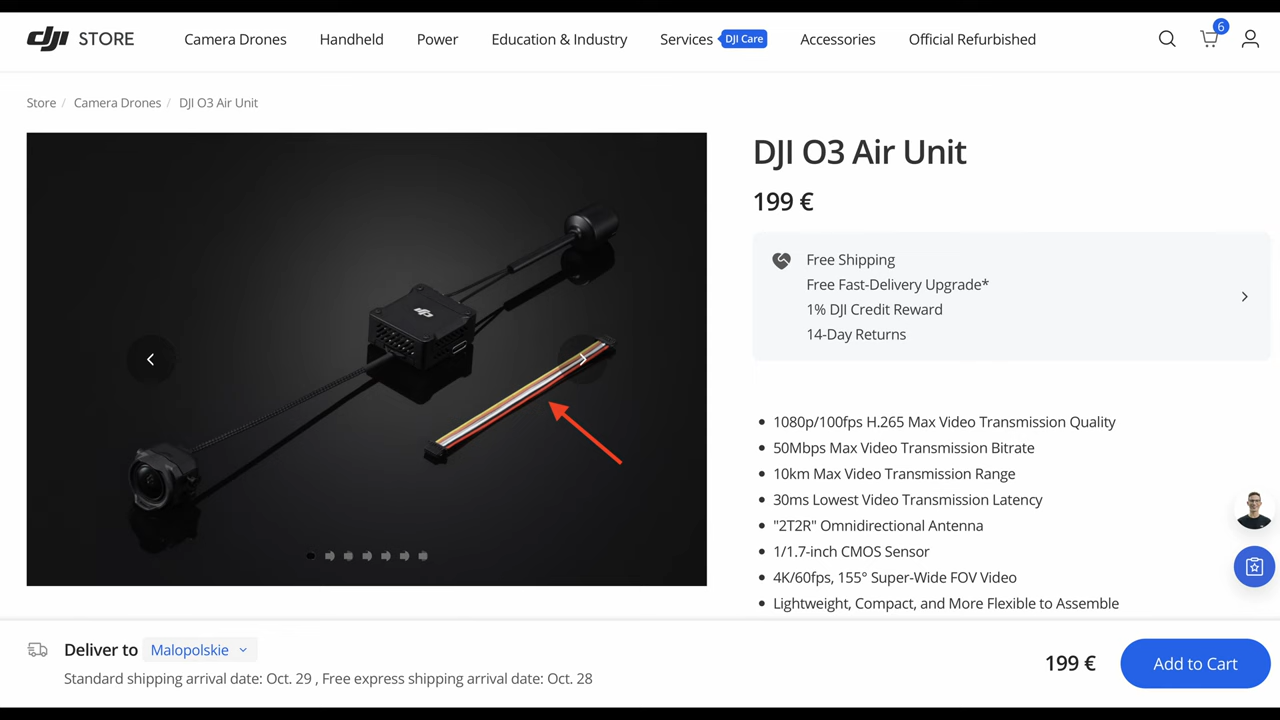 dji STORE
Camera Drones
Handheld
Power
Education & Industry
Services
DJI Care
Accessories
Official Refurbished
6
Store / Camera Drones / DJI O3 Air Unit
DJI O3 Air Unit
199 €
Free Shipping
Free Fast-Delivery Upgrade*
1% DJI Credit Reward
14-Day Returns
1080p/100fps H.265 Max Video Transmission Quality
50Mbps Max Video Transmission Bitrate
10km Max Video Transmission Range
30ms Lowest Video Transmission Latency
"2T2R" Omnidirectional Antenna
1/1.7-inch CMOS Sensor
4K/60fps, 155° Super-Wide FOV Video
Lightweight, Compact, and More Flexible to Assemble
Deliver to Malopolskie
Standard shipping arrival date: Oct. 29 , Free express shipping arrival date: Oct. 28
199 €
Add to Cart